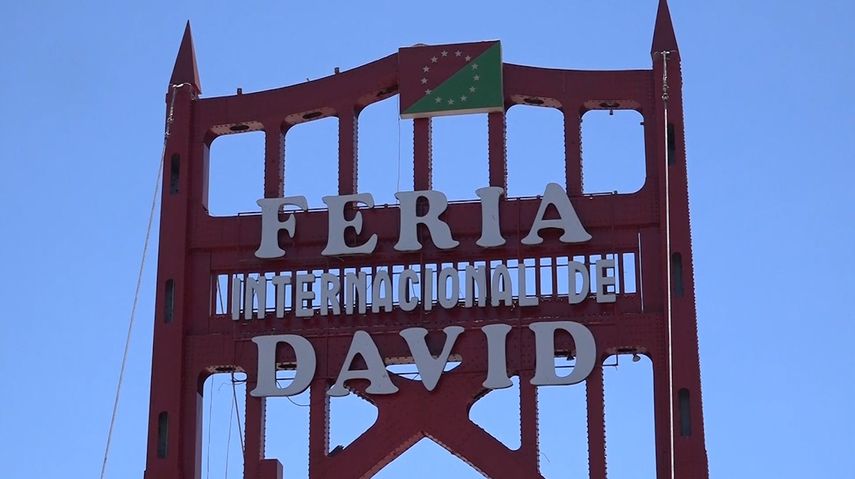 FERIA
INTERNACIONAL DE
DAVID